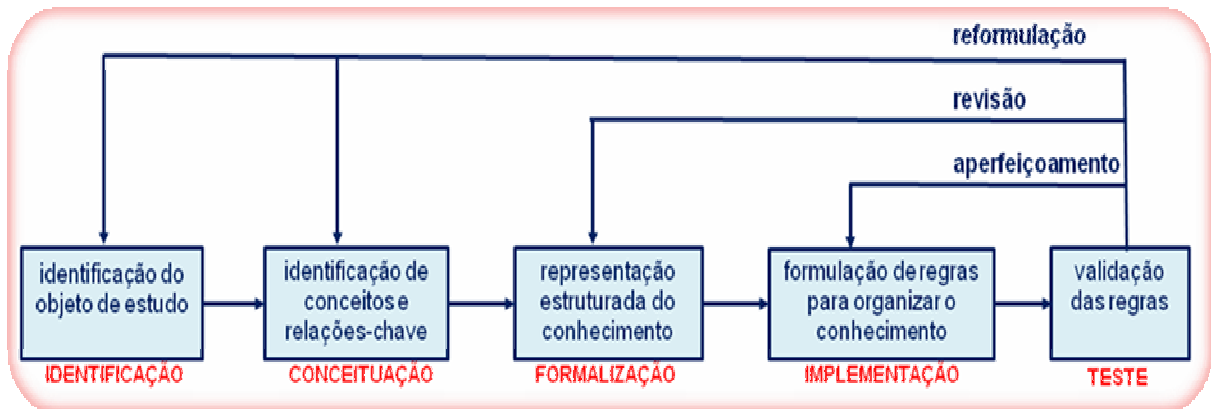 reformulação
revisão
aperfeiçoamento
identificação do
objeto de estudo
IDENTIFICAÇÃO
identificação de
conceitos e
relações-chave
CONCEITUAÇÃO
representação
estruturada do
conhecimento
FORMALIZAÇÃO
formulação de regras
para organizar o
conhecimento
IMPLEMENTAÇÃO
validação
das regras
TESTE